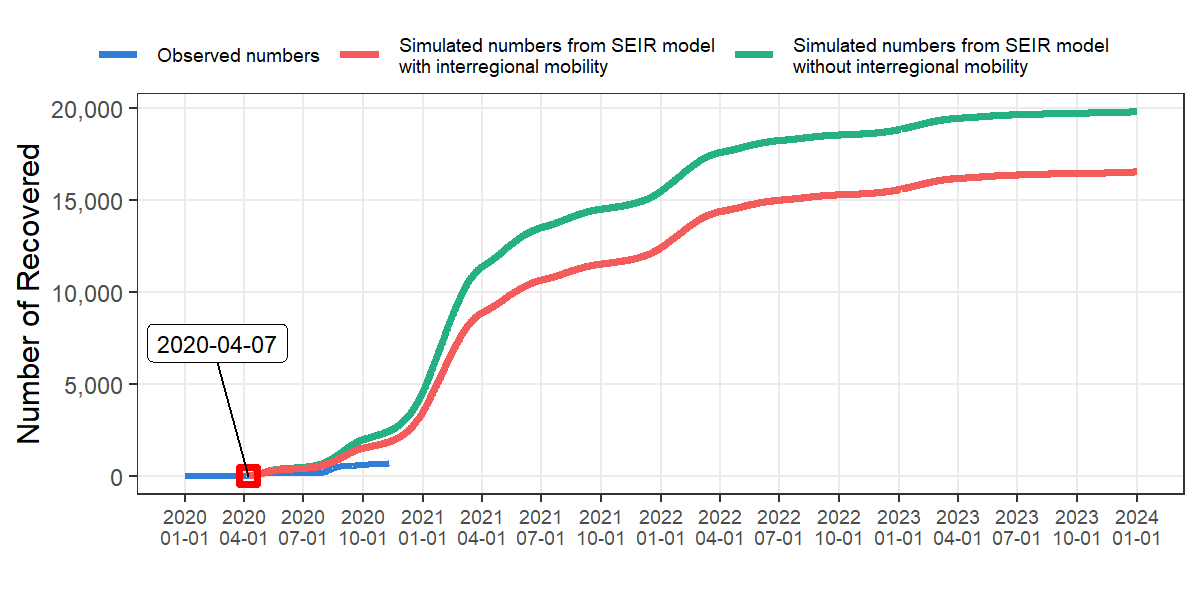 Observed numbers
Simulated numbers from SEIR model
with interregional mobility
Simulated numbers from SEIR model
without interregional mobility
Number of Recovered
20,000
15,000
10,000
5,000
0
2020-04-07
2020 2020 2020 2020 2021 2021 2021 2021 2022 2022 2022 2022 2023 2023 2023 2023 2024
01-01 04-01 07-01 10-01 01-01 04-01 07-01 10-01 01-01 04-01 07-01 10-01 01-01 04-01 07-01 10-01 01-01